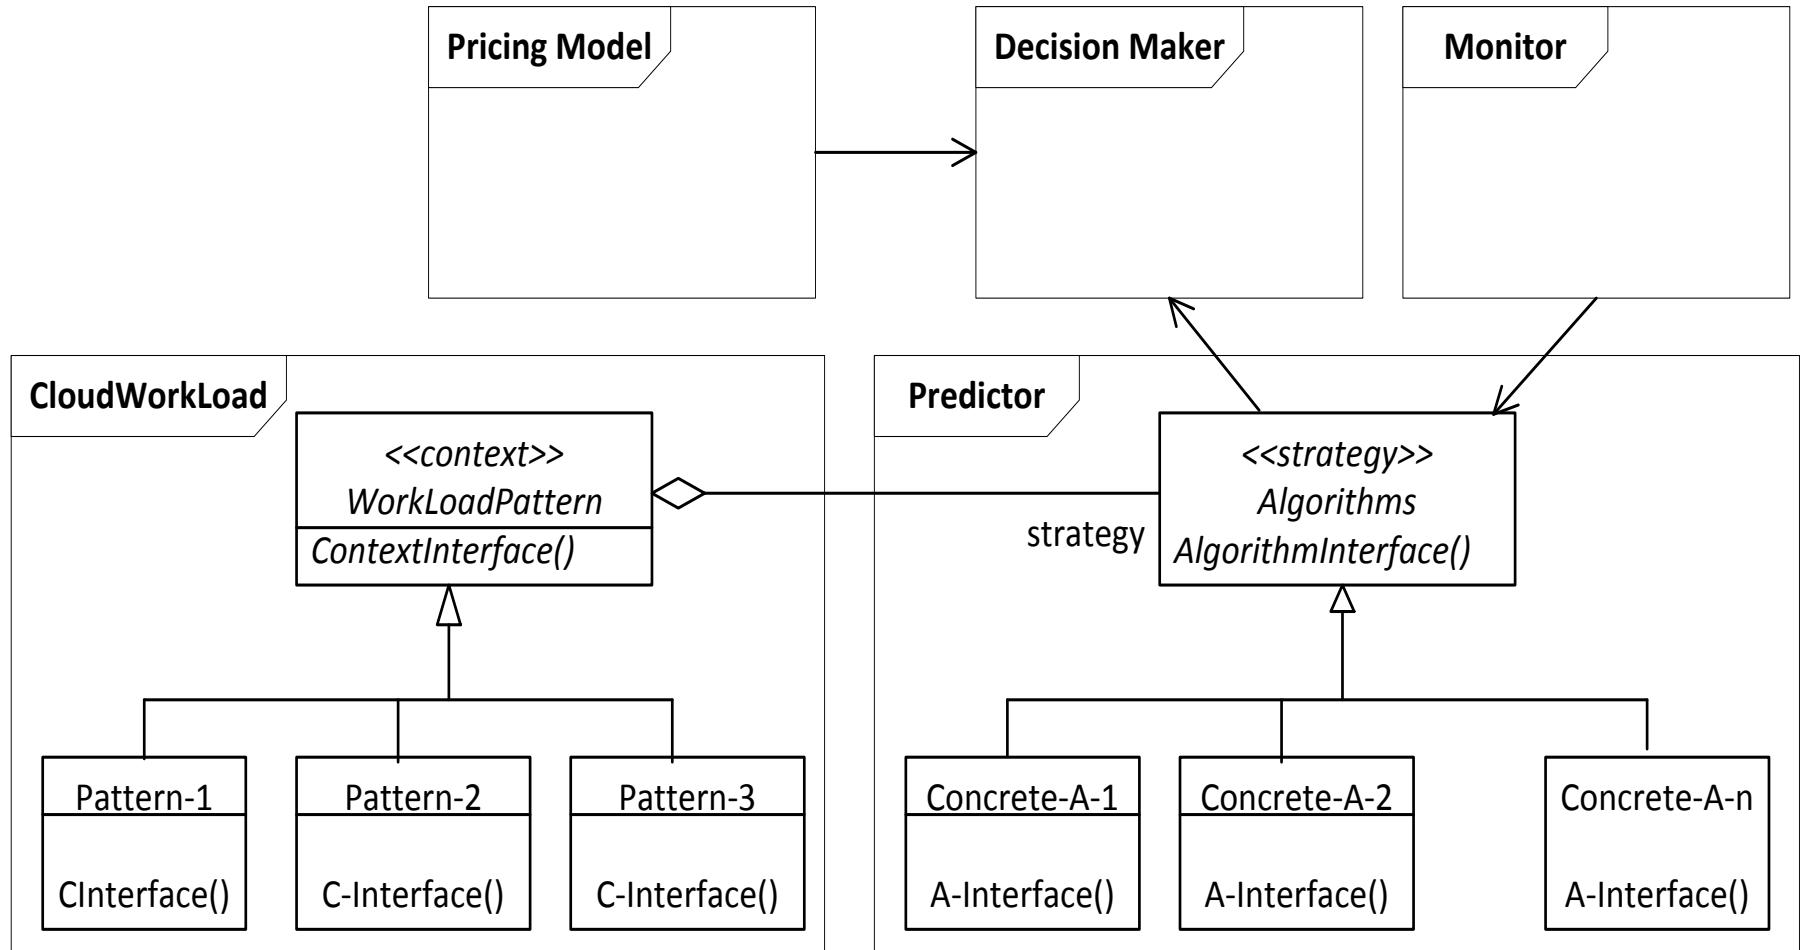 Pricing Model
Decision Maker
Monitor
CloudWorkLoad
<<context>>
WorkLoadPattern
ContextInterface()
Predictor
<<strategy>>
Algorithms
AlgorithmInterface()
strategy
Pattern-1
CInterface()
Pattern-2
C-Interface()
Pattern-3
C-Interface()
Concrete-A-1
A-Interface()
Concrete-A-2
A-Interface()
Concrete-A-n
A-Interface()